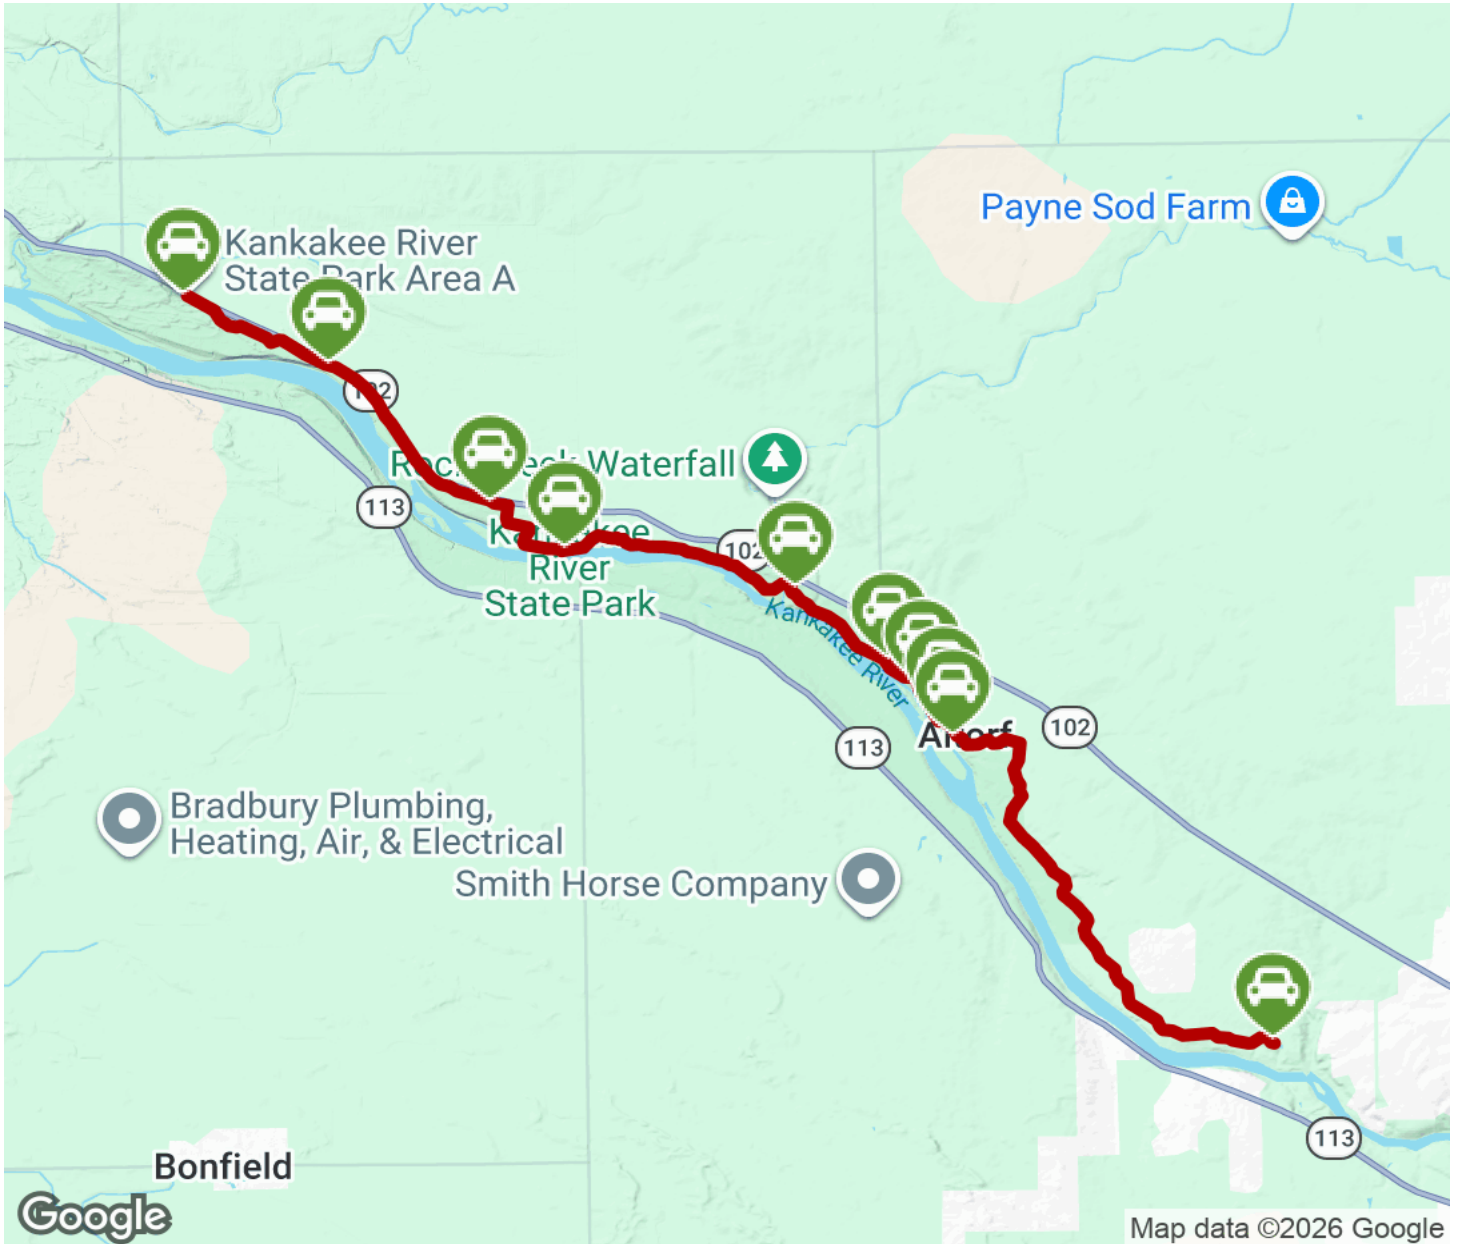 Payne Sod Farm
Kankakee River
State Park Area A
102
113
Waterfall
102
River
State Park
Kankakee River
102
113
Bradbury Plumbing,
Heating, Air, & Electrical
Smith Horse Company
113
Bonfield
Google
Map data ©2026 Google